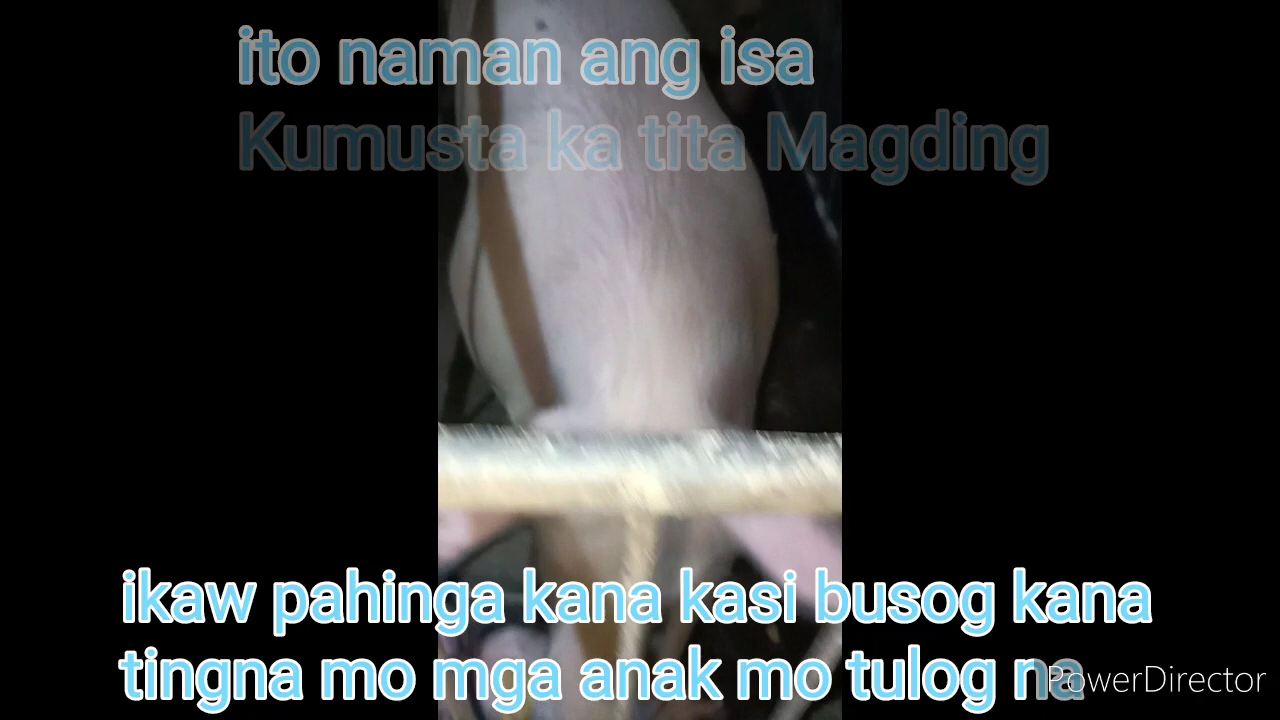 ito naman ang isa
Kumusta ka tita Magding
ikaw pahinga kana kasi busog kana
tingna mo mga anak mo tulog na
PowerDirector